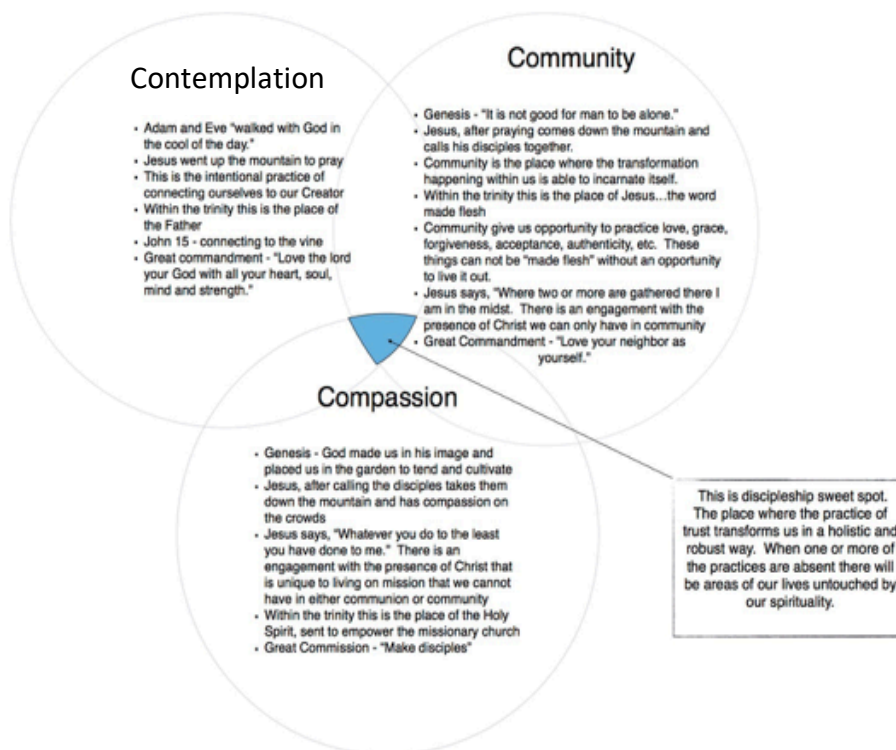 Contemplation
• Adam and Eve "walked with God in
the cool of the day."
• Jesus went up the mountain to pray
• This is the intentional practice of
connecting ourselves to our Creator
• Within the trinity this is the place of
the Father
• John 15 - connecting to the vine
• Great commandment - "Love the lord
your God with all your heart, soul,
mind and strength."
Community
• Genesis - "It is not good for man to be alone."
• Jesus, after praying comes down the mountain and
calls his disciples together.
• Community is the place where the transformation
happening within us is able to incarnate itself.
• Within the trinity this is the place of Jesus...the word
made flesh
• Community give us opportunity to practice love, grace,
forgiveness, acceptance, authenticity, etc. These
things can not be "made flesh" without an opportunity
to live it out.
• Jesus says, "Where two or more are gathered there I
am in the midst. There is an engagement with the
presence of Christ we can only have in community
• Great Commandment - "Love your neighbor as
yourself."
Compassion
• Genesis - God made us in his image and
placed us in the garden to tend and cultivate
• Jesus, after calling the disciples takes them
down the mountain and has compassion on
the crowds
• Jesus says, "Whatever you do to the least
you have done to me." There is an
engagement with the presence of Christ that
is unique to living on mission that we cannot
have in either communion or community
• Within the trinity this is the place of the Holy
Spirit, sent to empower the missionary church
• Great Commission - "Make disciples"
This is discipleship sweet spot.
The place where the practice of
trust transforms us in a holistic and
robust way. When one or more of
the practices are absent there will
be areas of our lives untouched by
our spirituality.